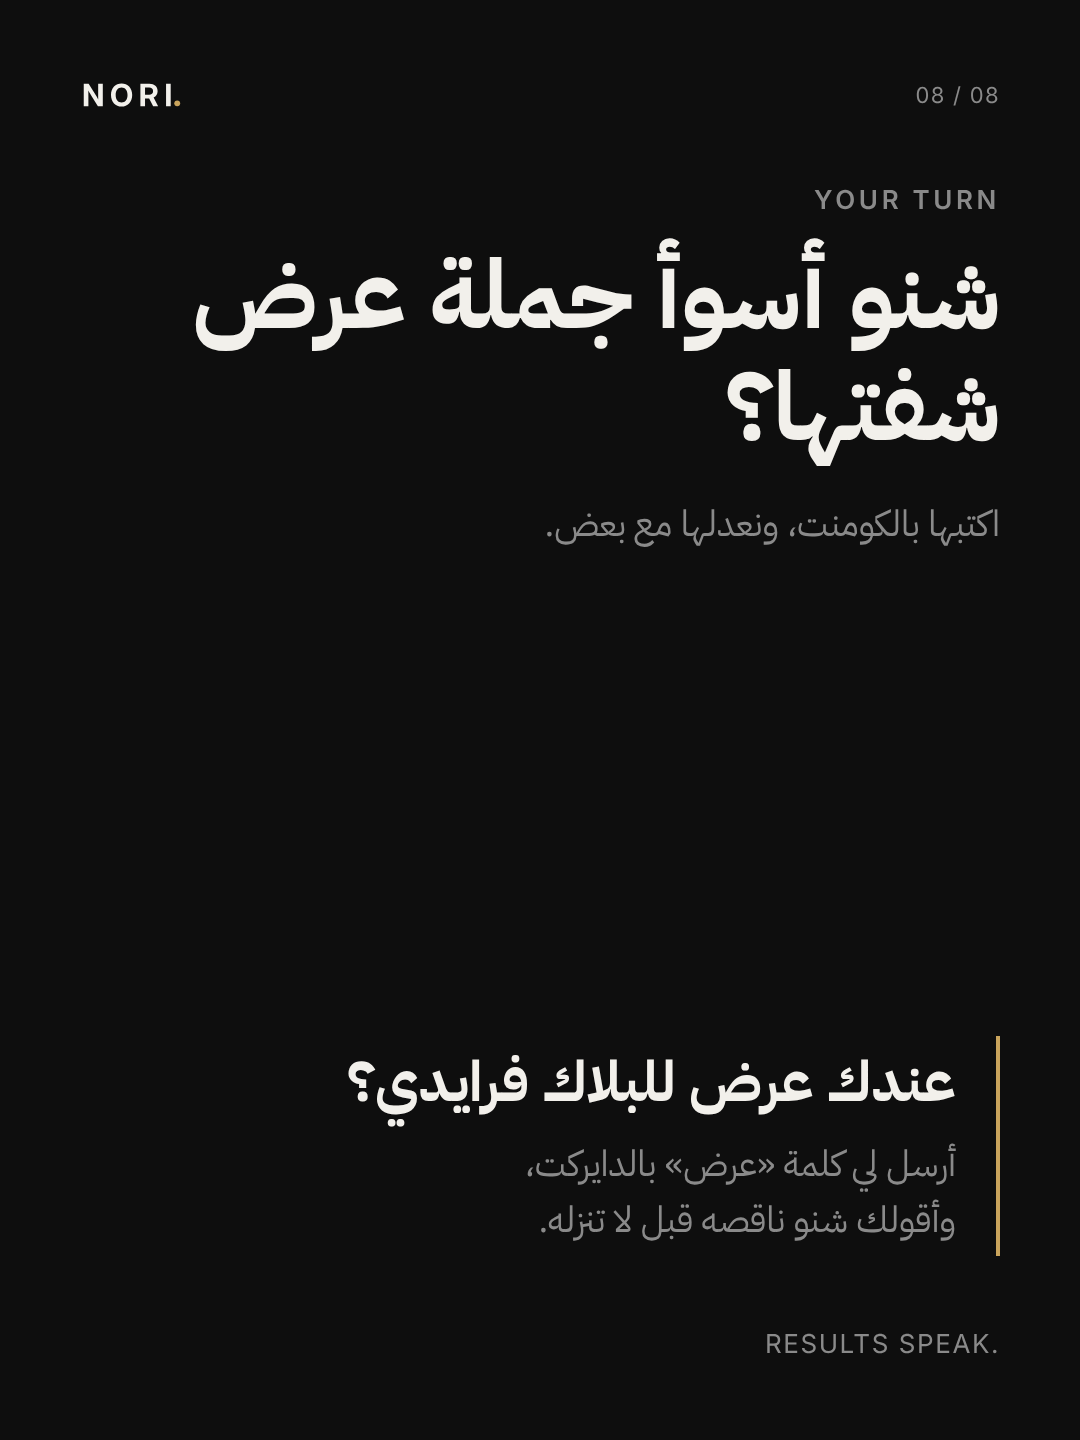 NORI.
08 / 08
YOUR TURN
شنو أسوأ جملة عرض
شفتها؟
اكتبها بالكومنت، ونعدلها مع بعض.
عندك عرض للبلاك فرايدي؟
أرسل لي كلمة «عرض» بالدايركت،
وأقولك شنو ناقصه قبل لا تنزله.
RESULTS SPEAK.